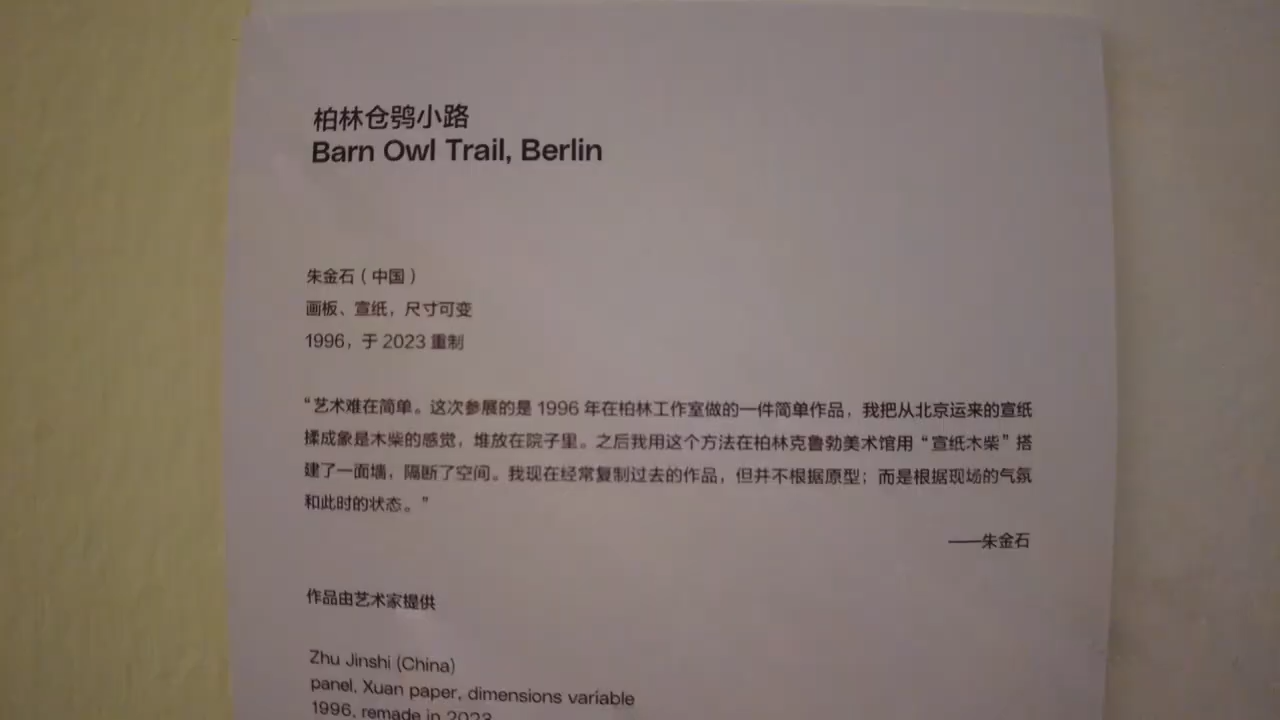 柏林仓鸮小路
Barn Owl Trail, Berlin
朱金石（中国）
画板、宣纸，尺寸可变
1996，于 2023 重制
“艺术难在简单。这次参展的是 1996 年在柏林工作室做的一件简单作品，我把从北京运来的宣纸
揉成象是木柴的感觉，堆放在院子里。之后我用这个方法在柏林克鲁勃美术馆用“宣纸木柴”搭
建了一面墙，隔断了空间。我现在经常复制过去的作品，但并不根据原型；而是根据现场的气氛
和此时的状态。”
——朱金石
作品由艺术家提供
Zhu Jinshi (China)
panel, Xuan paper, dimensions variable
1996, remade in 2023